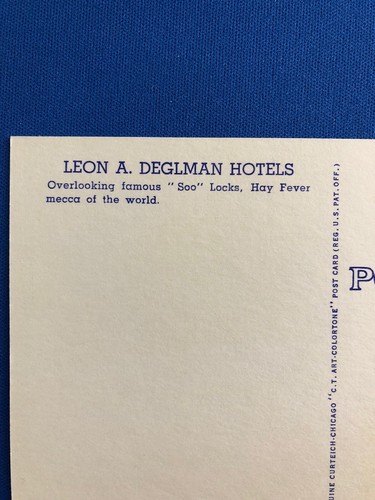 LEON A. DEGLMAN HOTELS
Overlooking famous "Soo" Locks, Hay Fever
mecca of the world.
CURTEICH-CHICAGO "C.T. ART-COLORTONE" POST CARD (REG. U.S. PAT. OFF.)